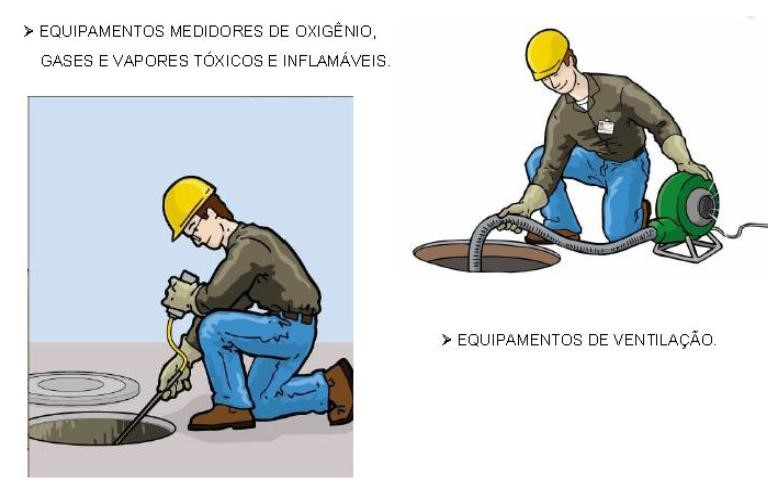 ➢ EQUIPAMENTOS MEDIDORES DE OXIGÊNIO,
GASES E VAPORES TÓXICOS E INFLAMÁVEIS.
➢ EQUIPAMENTOS DE VENTILAÇÃO.